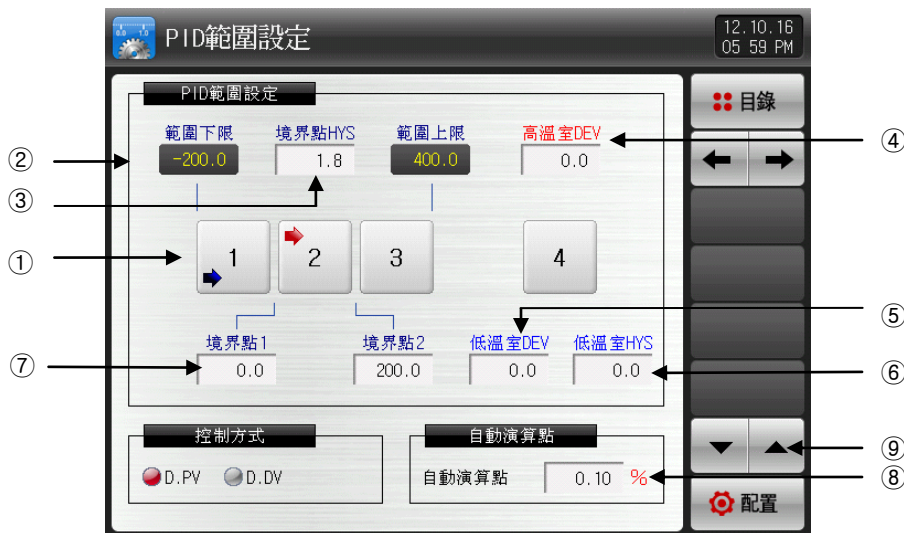 PID範圍設定
12.10.16
05 59 PM
PID範圍設定
目錄
範圍下限 境界點HYS 範圍上限 高溫室DEV ④
② -200.0 1.8 400.0 0.0
③
① 1 2 3 4
⑤
境界點1 境界點2 低溫室DEV 低溫室HYS
⑦ 0.0 200.0 0.0 0.0 ⑥
控制方式 自動演算點
⑨
D.PV D.DV 自動演算點 0.10 % ⑧
配置